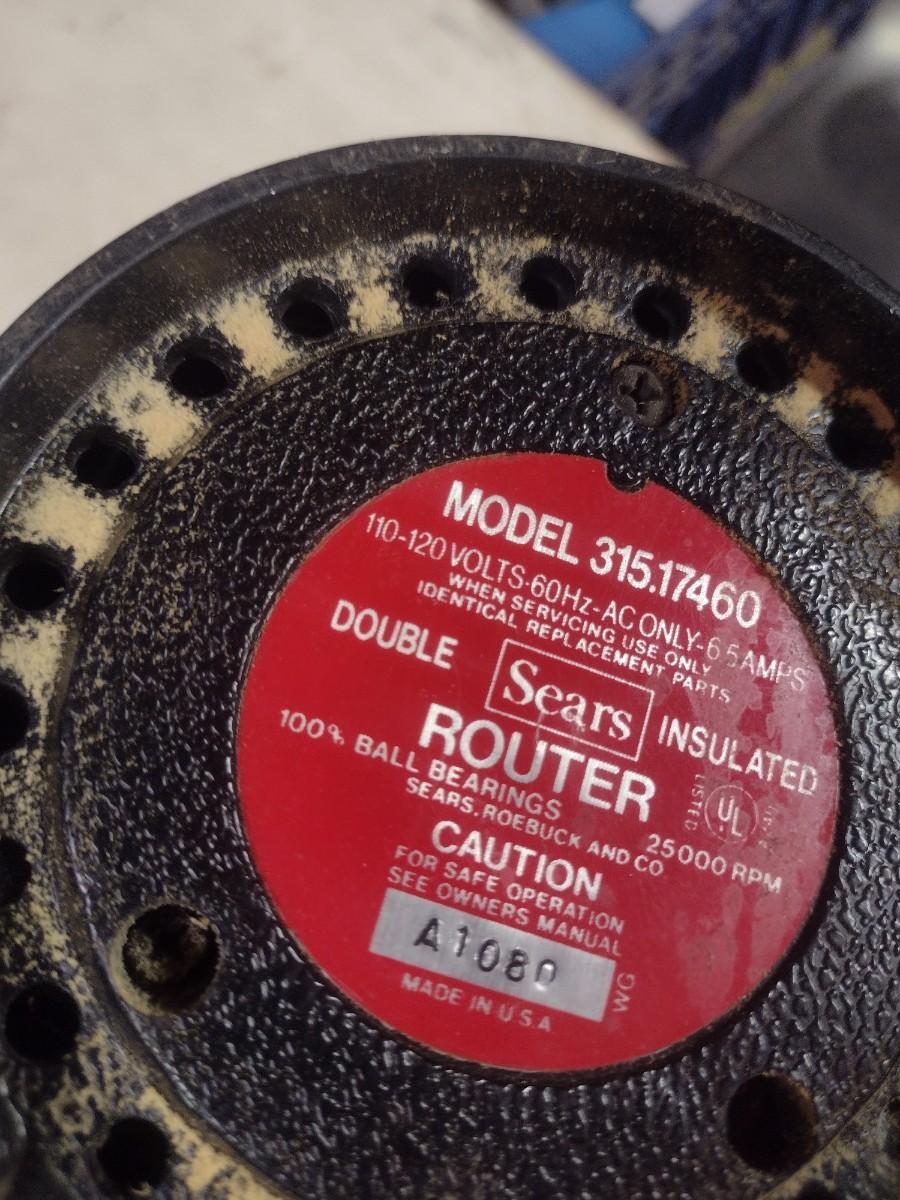 MODEL 315.17460
110-120 VOLTS-60Hz-AC ONLY-6.5 AMPS
WHEN SERVICING USE ONLY
IDENTICAL REPLACEMENT PARTS
DOUBLE Sears INSULATED
ROUTER
100% BALL BEARINGS 25000 RPM
LISTED UL
SEARS, ROEBUCK AND CO
CAUTION
FOR SAFE OPERATION
SEE OWNERS MANUAL
A1080
WG
MADE IN U.S.A